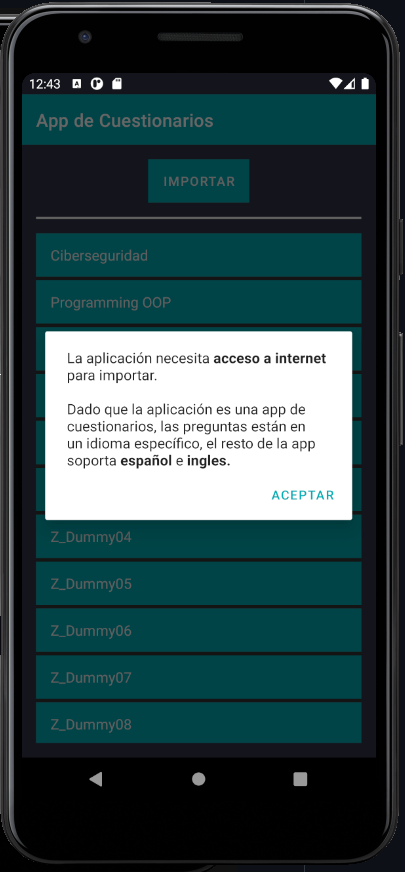 12:43
App de Cuestionarios
IMPORTAR
Ciberseguridad
Programming OOP
La aplicación necesita acceso a internet
para importar.
Dado que la aplicación es una app de
cuestionarios, las preguntas están en
un idioma específico, el resto de la app
soporta español e ingles.
ACEPTAR
Z_Dummy04
Z_Dummy05
Z_Dummy06
Z_Dummy07
Z_Dummy08